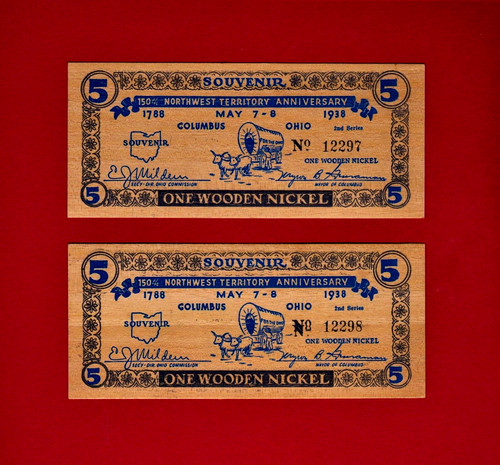 SOUVENIR
5 5
150TH NORTHWEST TERRITORY ANNIVERSARY
1788 MAY 7-8 1938
COLUMBUS OHIO 2nd Series
SOUVENIR
No 12297
ONE WOODEN NICKEL
SECY-DIR. OHIO COMMISSION
MAYOR OF COLUMBUS
5 ONE WOODEN NICKEL 5
SOUVENIR
5 5
150TH NORTHWEST TERRITORY ANNIVERSARY
1788 MAY 7-8 1938
COLUMBUS OHIO 2nd Series
SOUVENIR
No 12298
ONE WOODEN NICKEL
SECY-DIR. OHIO COMMISSION
MAYOR OF COLUMBUS
5 ONE WOODEN NICKEL 5